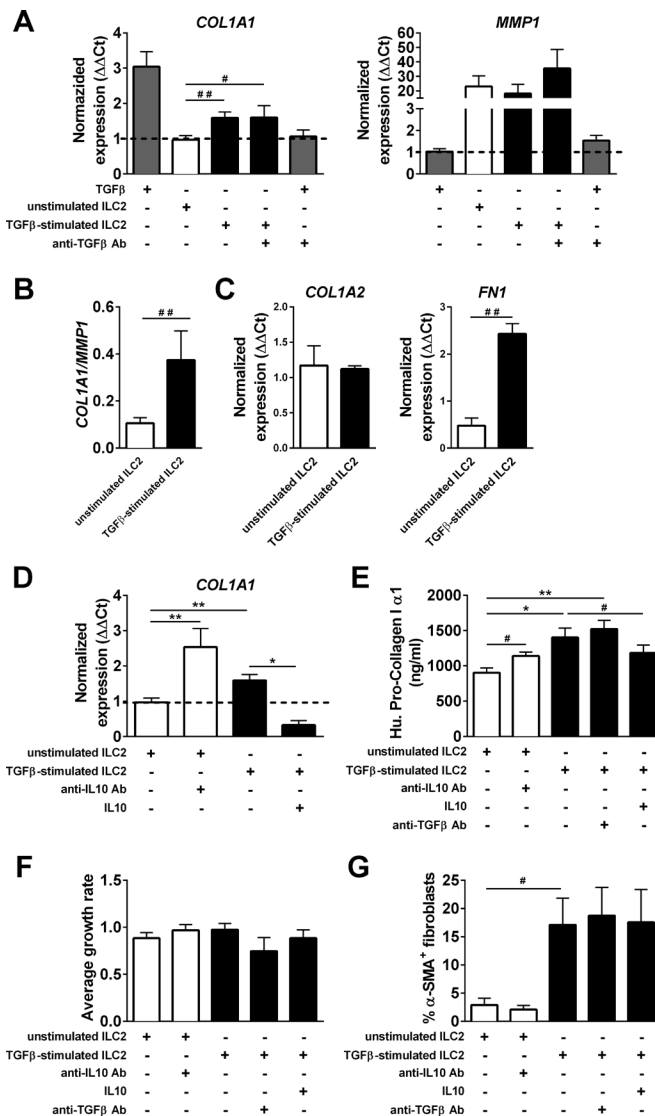 A
COL1A1
Normazided
expression (ΔΔCt)
4
3
2
1
0
#
##
TGFβ + - - - +
unstimulated ILC2 - + - - -
TGFβ-stimulated ILC2 - - + + -
anti-TGFβ Ab - - - + +
MMP1
Normalized
expression (ΔΔCt)
60
50
40
30
20
10
4
3
2
1
0
+ - - - +
- + - - -
- - + + -
- - - + +
B
COL1A1/MMP1
0.6
0.4
0.2
0.0
##
unstimulated ILC2
TGFβ-stimulated ILC2
C
COL1A2
Normalized
expression (ΔΔCt)
2.0
1.5
1.0
0.5
0.0
unstimulated ILC2
TGFβ-stimulated ILC2
FN1
Normalized
expression (ΔΔCt)
3
2
1
0
##
unstimulated ILC2
TGFβ-stimulated ILC2
D
COL1A1
Normalized
expression (ΔΔCt)
4
3
2
1
0
**
**
*
unstimulated ILC2 + + - -
TGFβ-stimulated ILC2 - - + +
anti-IL10 Ab - + - -
IL10 - - - +
E
Hu. Pro-Collagen I α1
(ng/ml)
2000
1500
1000
500
0
**
*
#
#
unstimulated ILC2 + + - - -
TGFβ-stimulated ILC2 - - + + +
anti-IL10 Ab - + - - -
IL10 - - - - +
anti-TGFβ Ab - - - + -
F
Average growth rate
1.5
1.0
0.5
0.0
unstimulated ILC2 + + - - -
TGFβ-stimulated ILC2 - - + + +
anti-IL10 Ab - + - - -
IL10 - - - - +
anti-TGFβ Ab - - - + -
G
% α-SMA+ fibroblasts
25
20
15
10
5
0
#
unstimulated ILC2 + + - - -
TGFβ-stimulated ILC2 - - + + +
anti-IL10 Ab - + - - -
IL10 - - - - +
anti-TGFβ Ab - - - + -